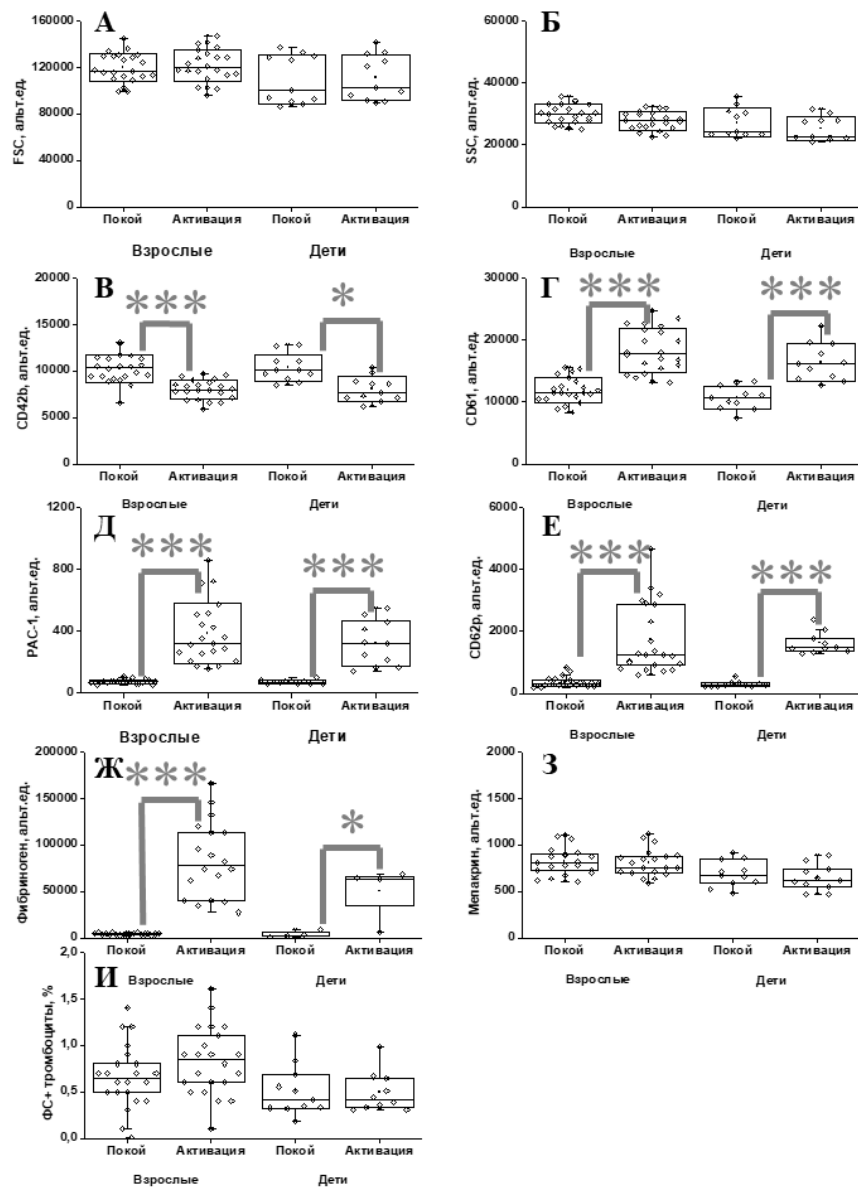 А
FSC, альт.ед.
160000
120000
80000
40000
0
Покой Активация Покой Активация
Взрослые Дети
Б
SSC, альт.ед.
60000
40000
20000
0
Покой Активация Покой Активация
Взрослые Дети
В
CD42b, альт.ед.
20000
15000
10000
5000
0
*** *
Покой Активация Покой Активация
Взрослые Дети
Г
CD61, альт.ед.
30000
20000
10000
0
*** ***
Покой Активация Покой Активация
Взрослые Дети
Д
PAC-1, альт.ед.
1200
800
400
0
*** ***
Покой Активация Покой Активация
Взрослые Дети
Е
CD62p, альт.ед.
6000
4000
2000
0
*** ***
Покой Активация Покой Активация
Взрослые Дети
Ж
Фибриноген, альт.ед.
200000
150000
100000
50000
0
*** *
Покой Активация Покой Активация
Взрослые Дети
З
Мепакрин, альт.ед.
2000
1500
1000
500
0
Покой Активация Покой Активация
Взрослые Дети
И
ФС+ тромбоциты, %
2,0
1,5
1,0
0,5
0,0
Покой Активация Покой Активация
Взрослые Дети